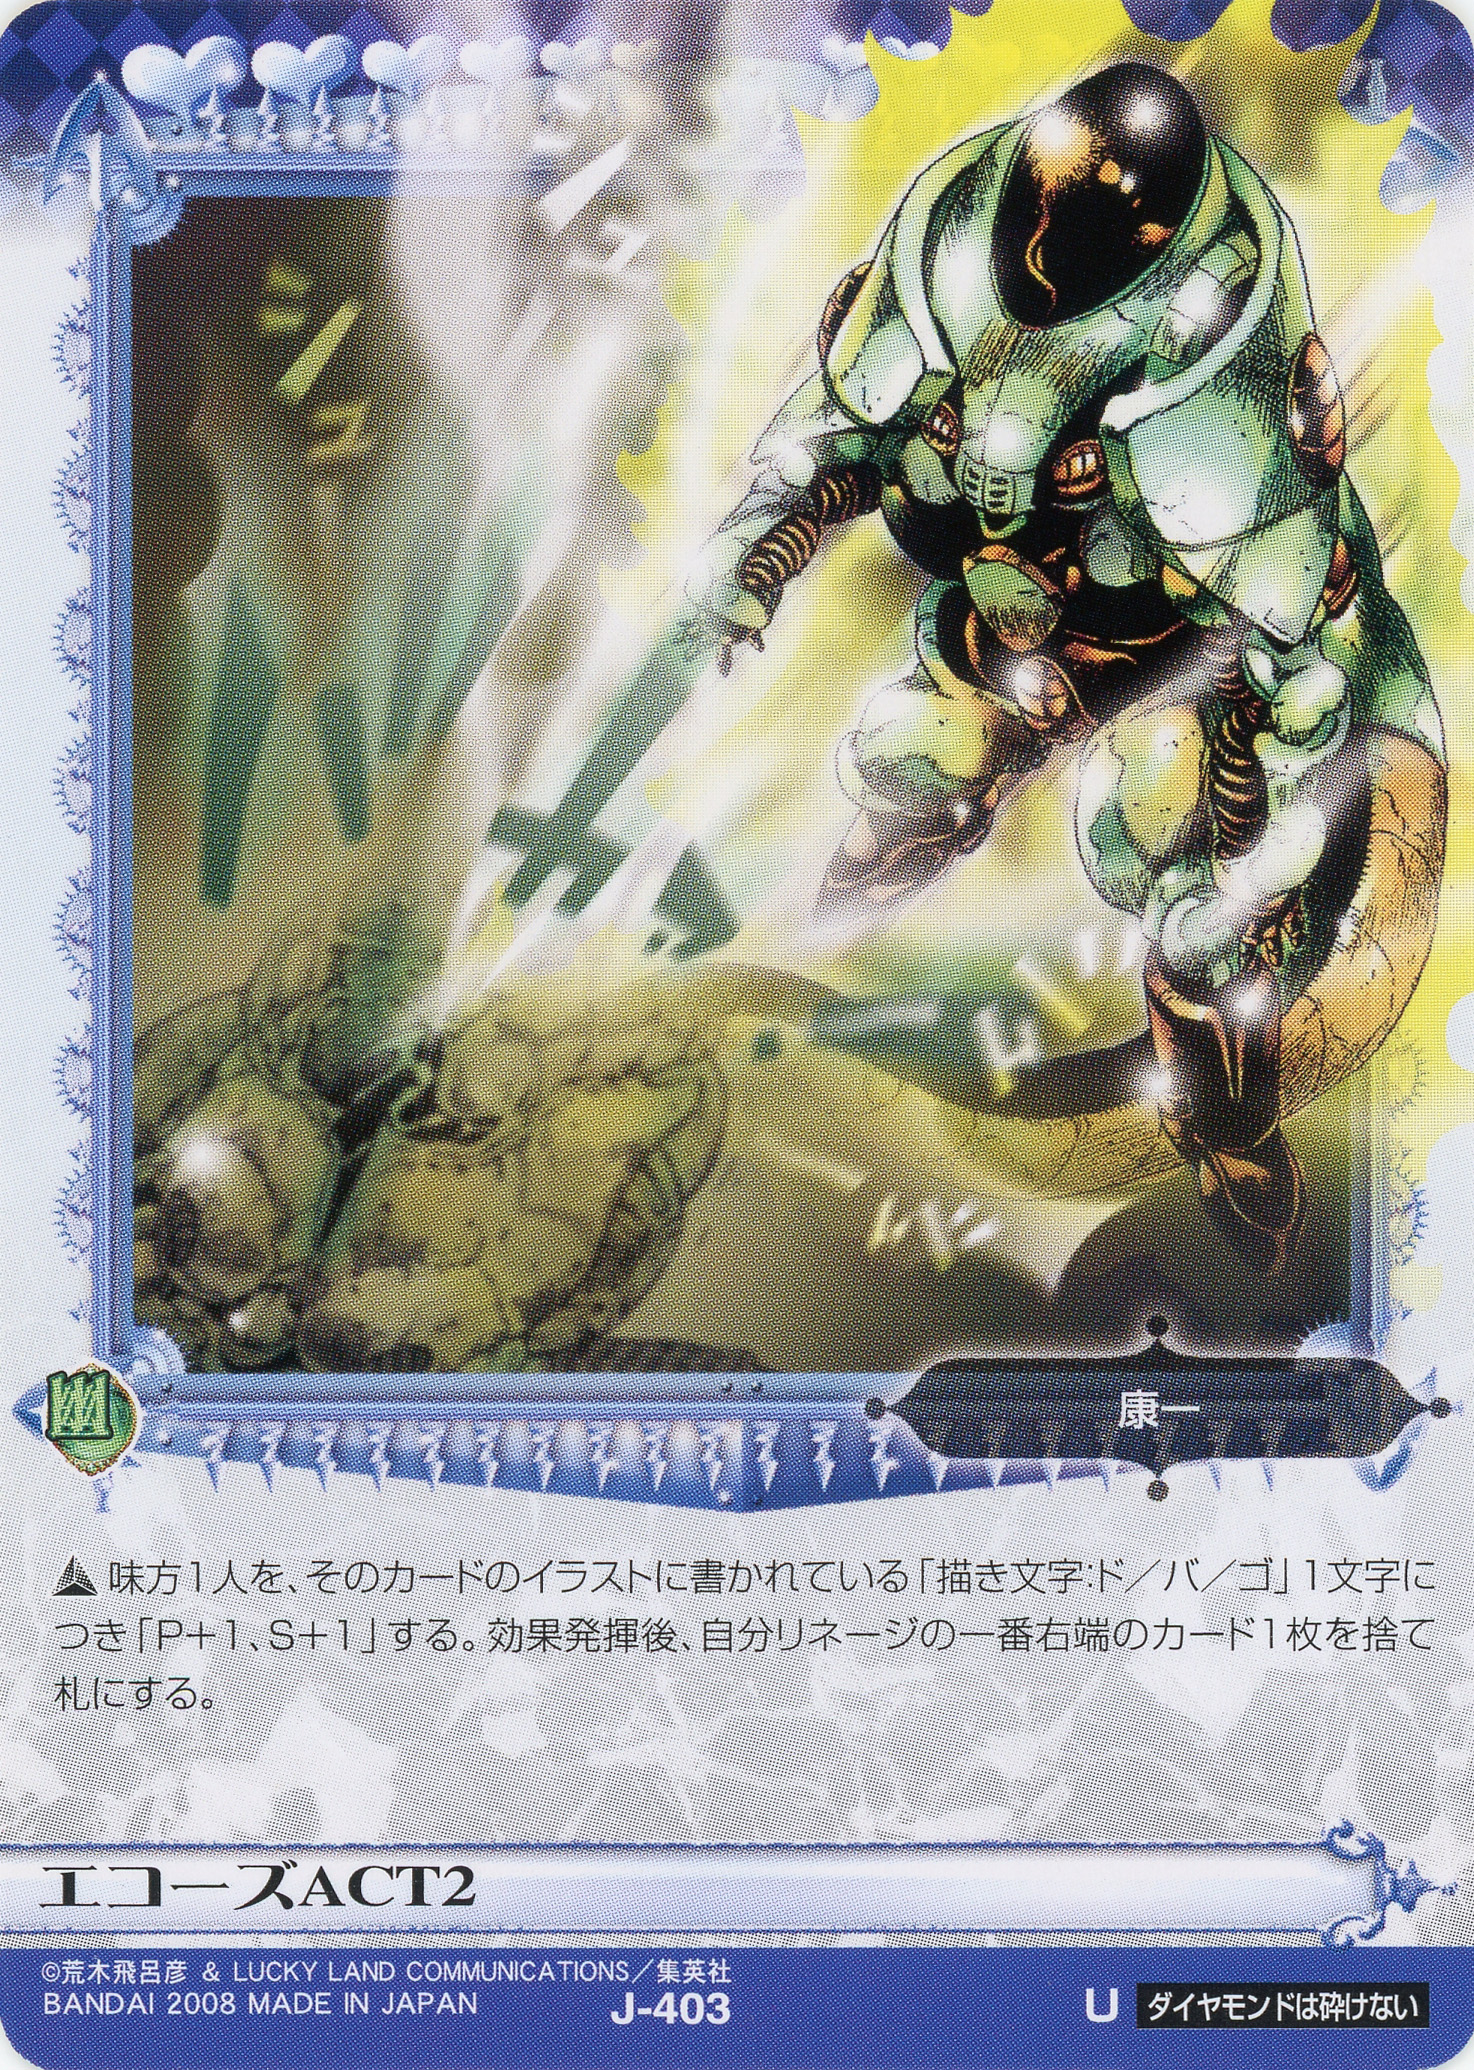 ジュ
ジョ
康一
▲味方1人を、そのカードのイラストに書かれている「描き文字:ド／バ／ゴ」1文字に
つき「P+1、S+1」する。効果発揮後、自分リネージの一番右端のカード1枚を捨て
札にする。
エコーズACT2
©荒木飛呂彦 & LUCKY LAND COMMUNICATIONS／集英社
BANDAI 2008 MADE IN JAPAN
J-403
U ダイヤモンドは砕けない